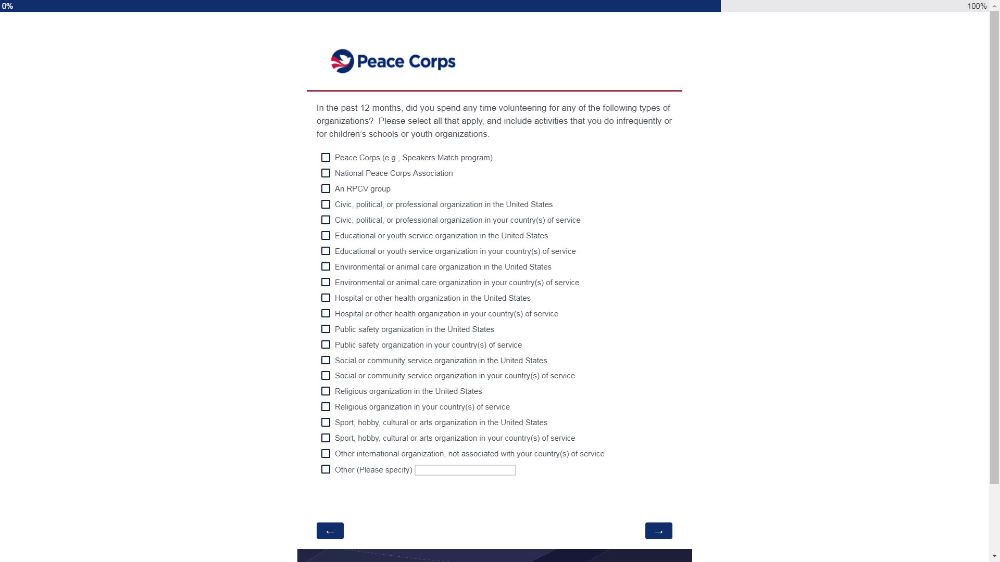 0%
100%
Peace Corps
In the past 12 months, did you spend any time volunteering for any of the following types of
organizations?  Please select all that apply, and include activities that you do infrequently or
for children’s schools or youth organizations.
Peace Corps (e.g., Speakers Match program)
National Peace Corps Association
An RPCV group
Civic, political, or professional organization in the United States
Civic, political, or professional organization in your country(s) of service
Educational or youth service organization in the United States
Educational or youth service organization in your country(s) of service
Environmental or animal care organization in the United States
Environmental or animal care organization in your country(s) of service
Hospital or other health organization in the United States
Hospital or other health organization in your country(s) of service
Public safety organization in the United States
Public safety organization in your country(s) of service
Social or community service organization in the United States
Social or community service organization in your country(s) of service
Religious organization in the United States
Religious organization in your country(s) of service
Sport, hobby, cultural or arts organization in the United States
Sport, hobby, cultural or arts organization in your country(s) of service
Other international organization, not associated with your country(s) of service
Other (Please specify)
← →